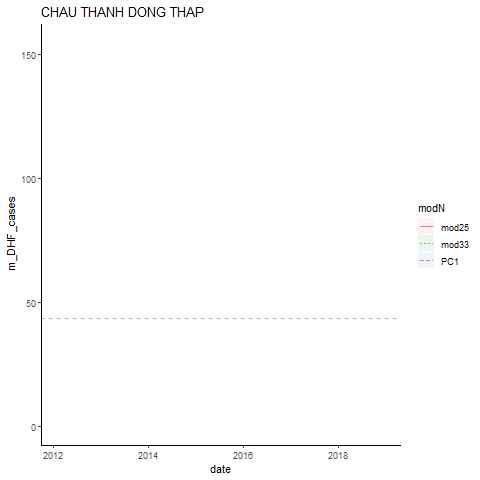 CHAU THANH DONG THAP
150
100
50
0
m_DHF_cases
2012
2014
2016
2018
date
modN
mod25
mod33
PC1